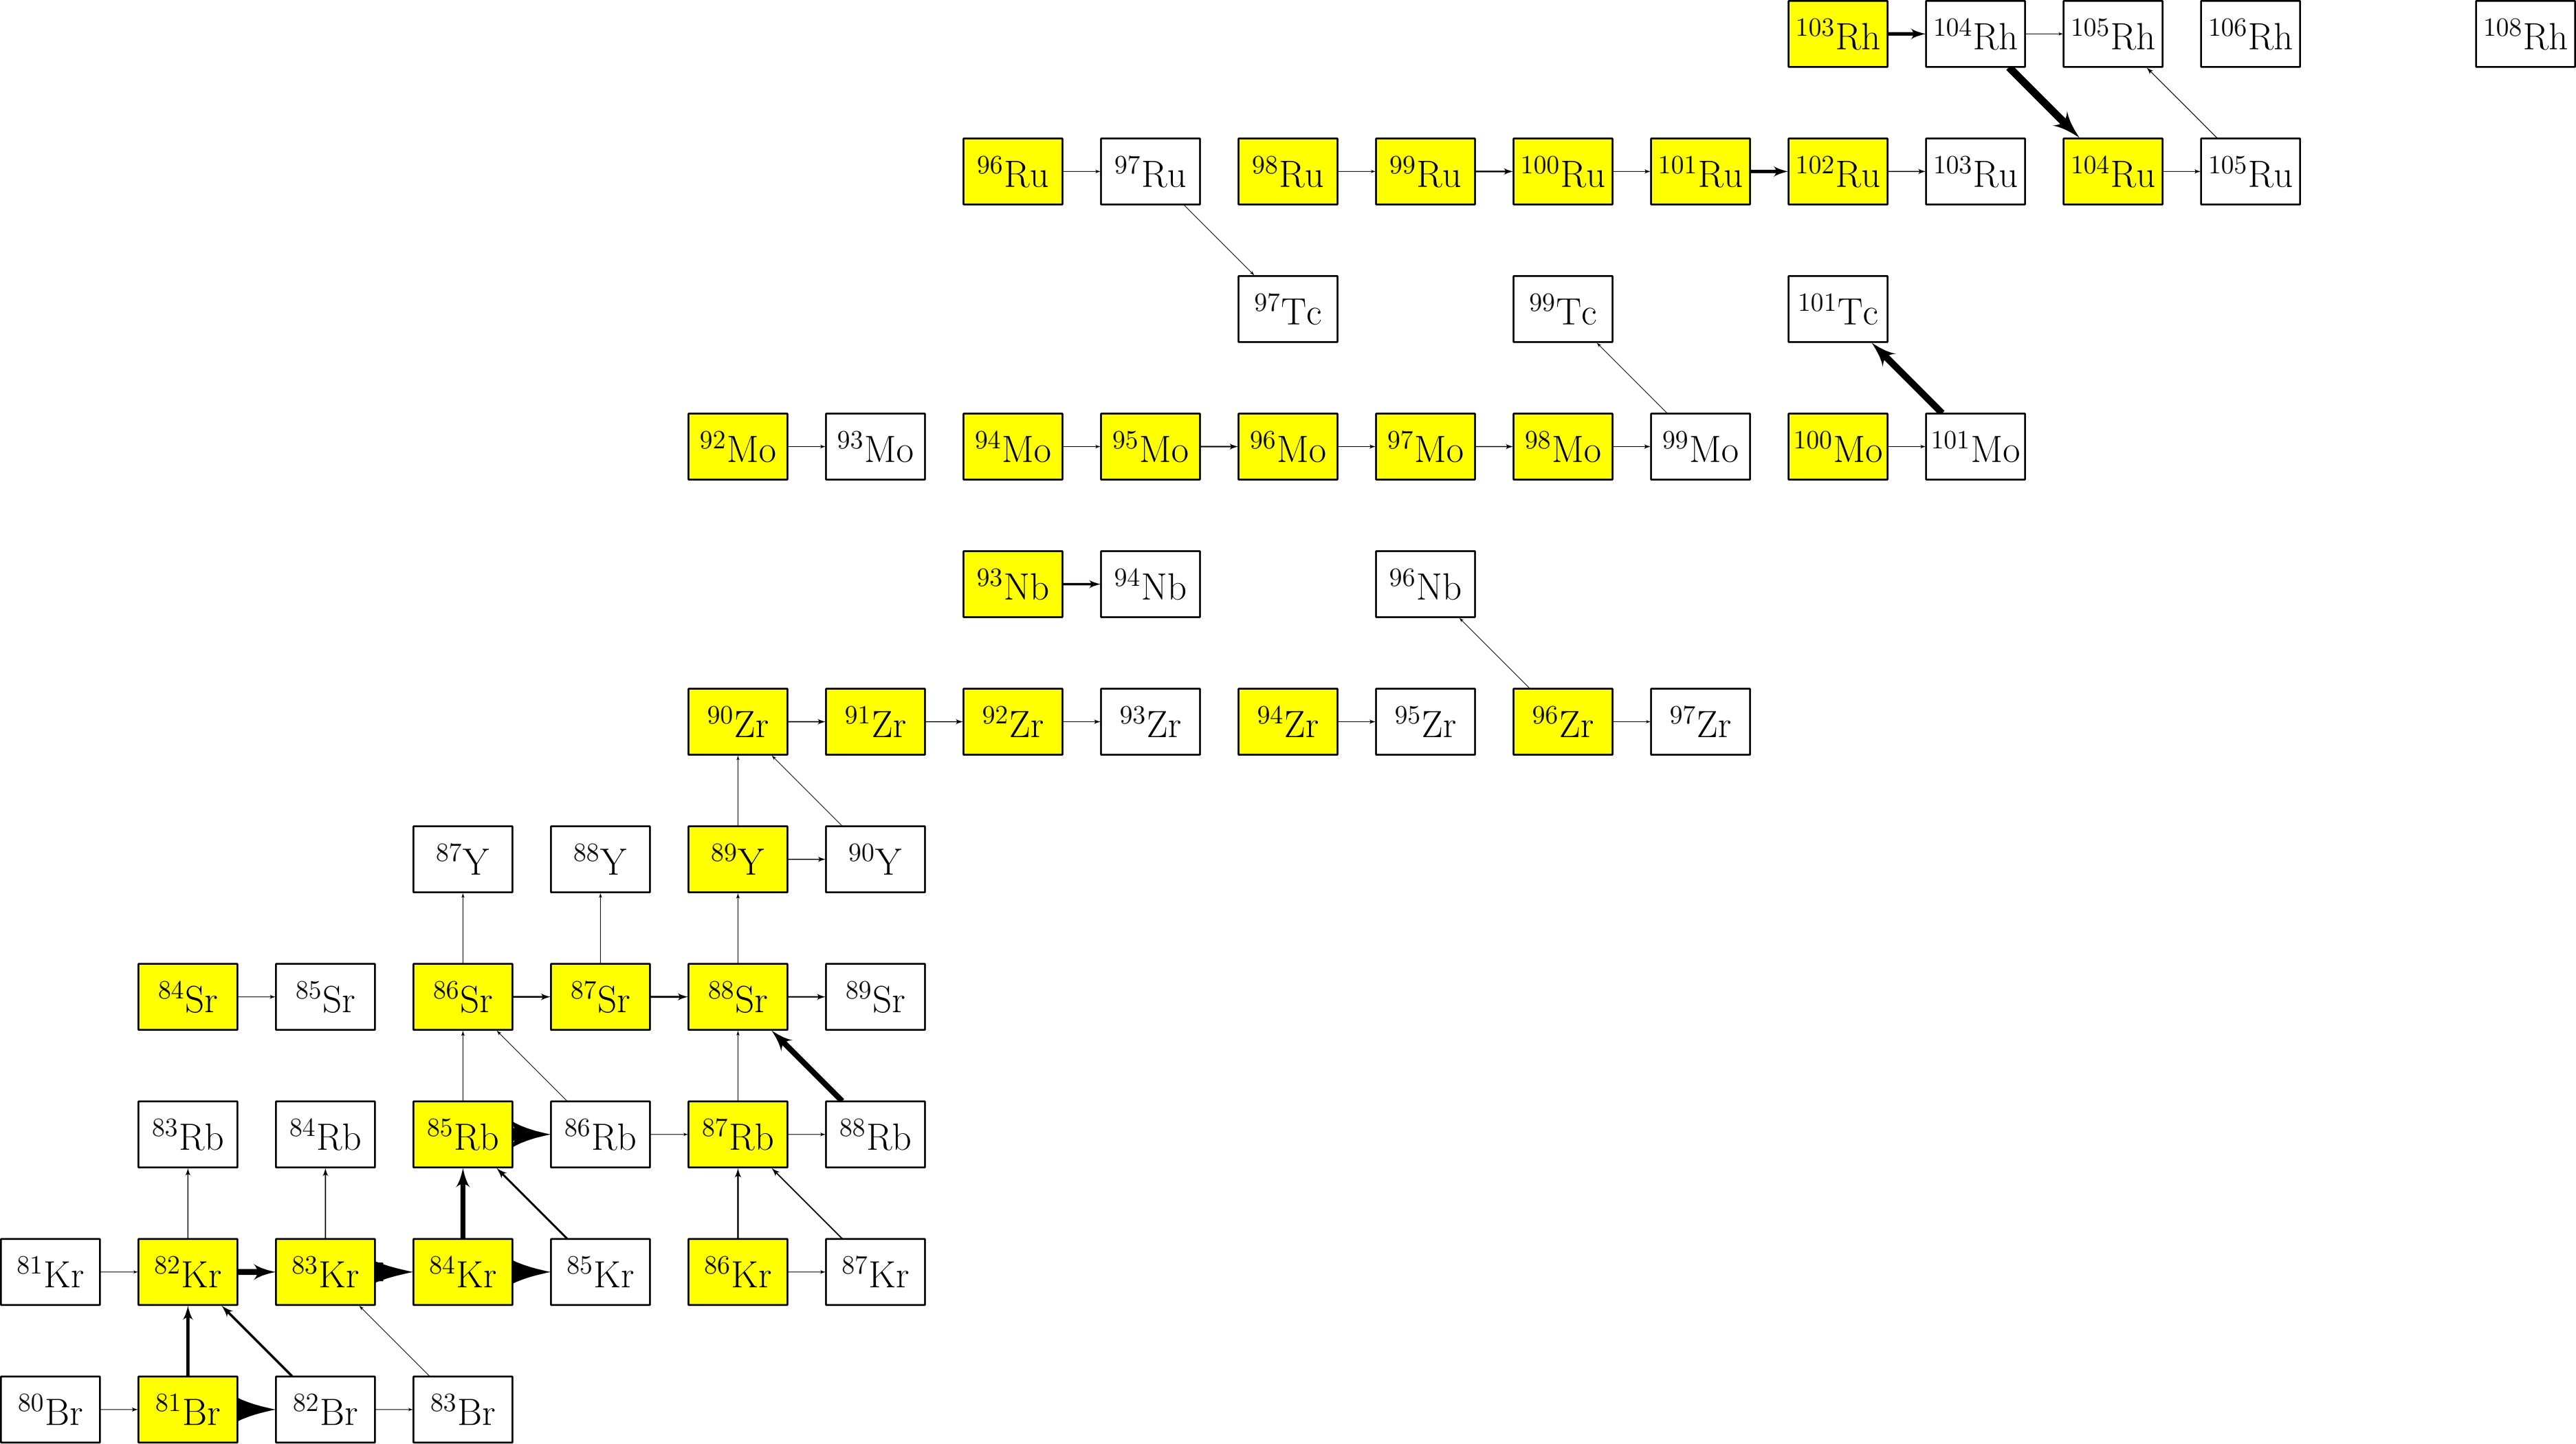 103Rh 104Rh 105Rh 106Rh 108Rh
96Ru 97Ru 98Ru 99Ru 100Ru 101Ru 102Ru 103Ru 104Ru 105Ru
97Tc 99Tc 101Tc
92Mo 93Mo 94Mo 95Mo 96Mo 97Mo 98Mo 99Mo 100Mo 101Mo
93Nb 94Nb 96Nb
90Zr 91Zr 92Zr 93Zr 94Zr 95Zr 96Zr 97Zr
87Y 88Y 89Y 90Y
84Sr 85Sr 86Sr 87Sr 88Sr 89Sr
83Rb 84Rb 85Rb 86Rb 87Rb 88Rb
81Kr 82Kr 83Kr 84Kr 85Kr 86Kr 87Kr
80Br 81Br 82Br 83Br